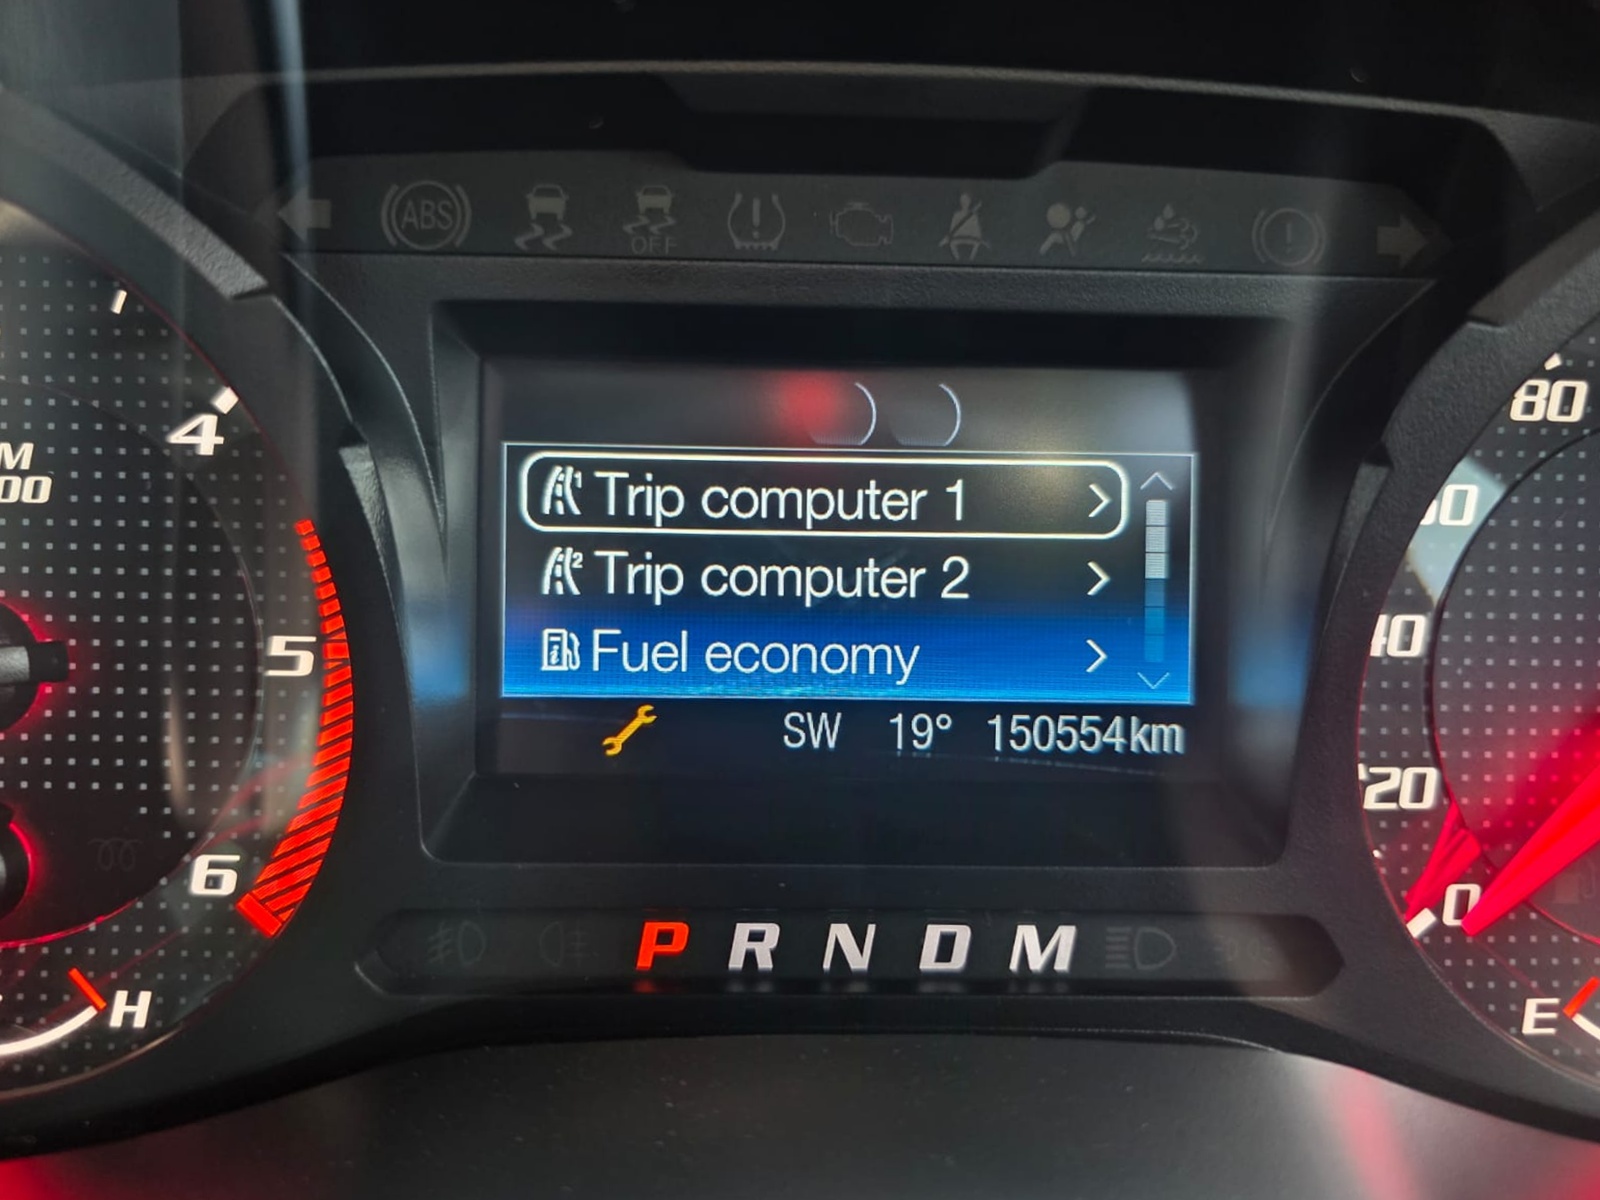 ABS
OFF
4
5
6
H
80
40
20
0
E
Trip computer 1
Trip computer 2
Fuel economy
SW 19° 150554km
P R N D M